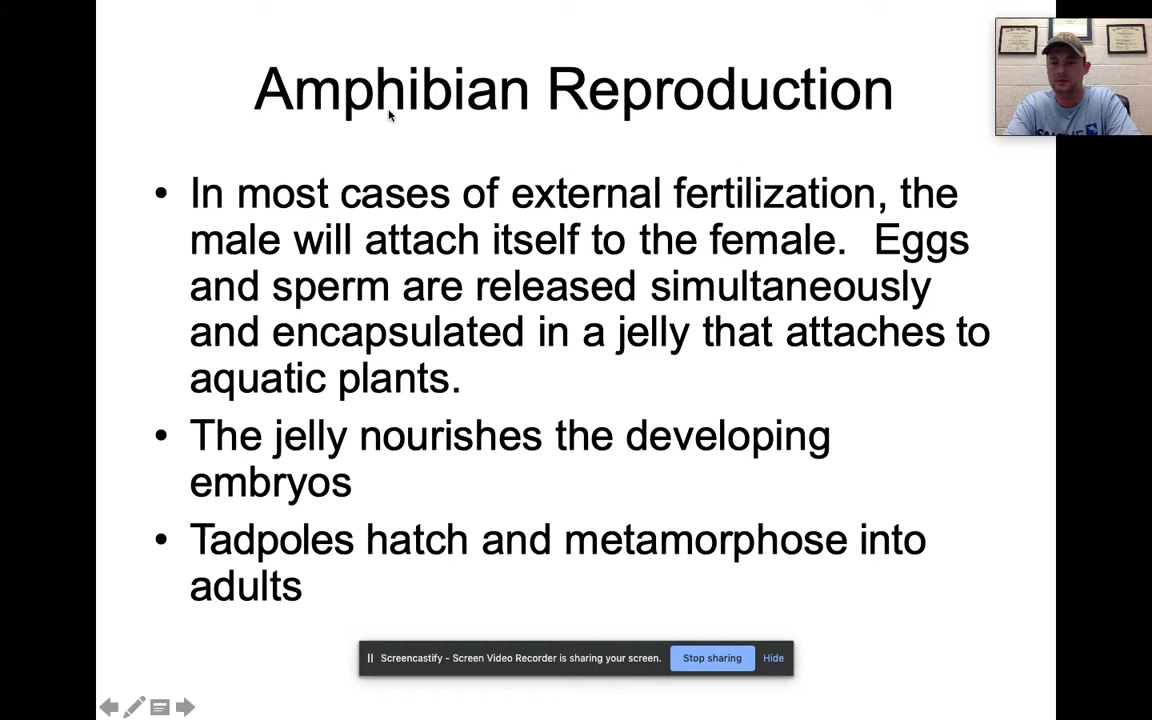 Amphibian Reproduction
• In most cases of external fertilization, the
male will attach itself to the female.  Eggs
and sperm are released simultaneously
and encapsulated in a jelly that attaches to
aquatic plants.
• The jelly nourishes the developing
embryos
• Tadpoles hatch and metamorphose into
adults
Screencastify - Screen Video Recorder is sharing your screen. Stop sharing Hide